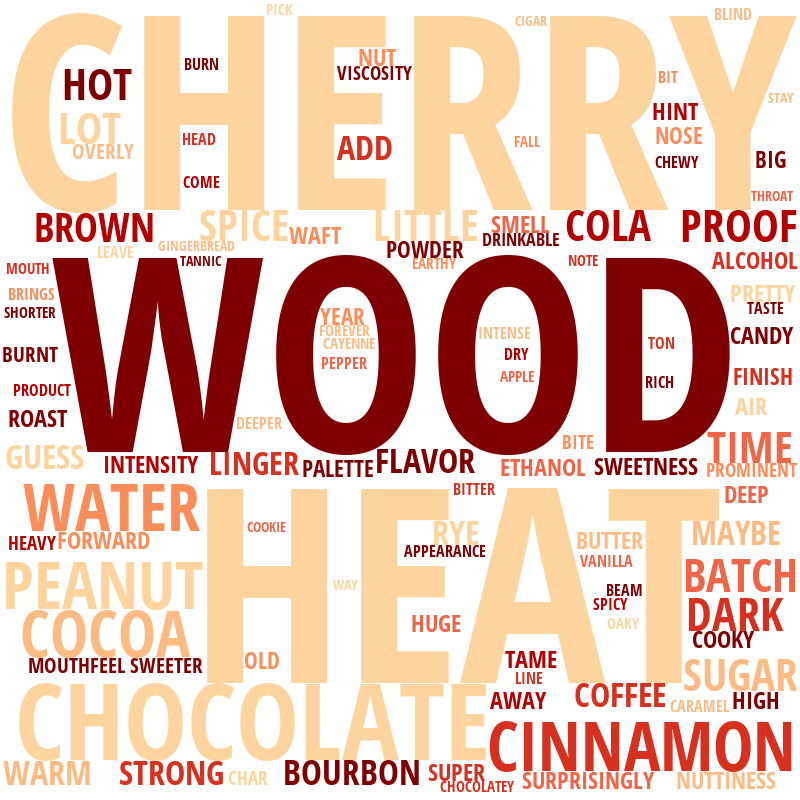 PICK
CIGAR
BLIND
CHERRY
BURN
NUT
VISCOSITY
HOT
BIT
STAY
LOT
HINT
OVERLY
HEAD
ADD
FALL
NOSE
CHEWY
BIG
COME
THROAT
BROWN
SPICE
WAFT
LITTLE
SMELL
COLA
PROOF
LEAVE
GINGERBREAD
TANNIC
POWDER
DRINKABLE
EARTHY
NOTE
ALCOHOL
MOUTH
WOOD
BRINGS
PRETTY
SHORTER
TASTE
YEAR
FOREVER
CAYENNE
INTENSE
CANDY
BURNT
PEPPER
DRY
TON
APPLE
RICH
FINISH
PRODUCT
ROAST
DEEPER
AIR
GUESS
INTENSITY
LINGER
PALETTE
FLAVOR
BITE
ETHANOL
SWEETNESS
TIME
PROMINENT
WATER
BITTER
DEEP
HEAT
HEAVY
FORWARD
COOKIE
RYE
APPEARANCE
BUTTER
VANILLA
MAYBE
PEANUT
WAY
BEAM
SPICY
OAKY
BATCH
DARK
COCOA
HUGE
COOKY
MOUTHFEEL
SWEETER
OLD
TAME
LINE
SUGAR
CHOCOLATE
AWAY
COFFEE
CARAMEL
HIGH
CINNAMON
WARM
STRONG
CHAR
BOURBON
SUPER
CHOCOLATEY
SURPRISINGLY
NUTTINESS